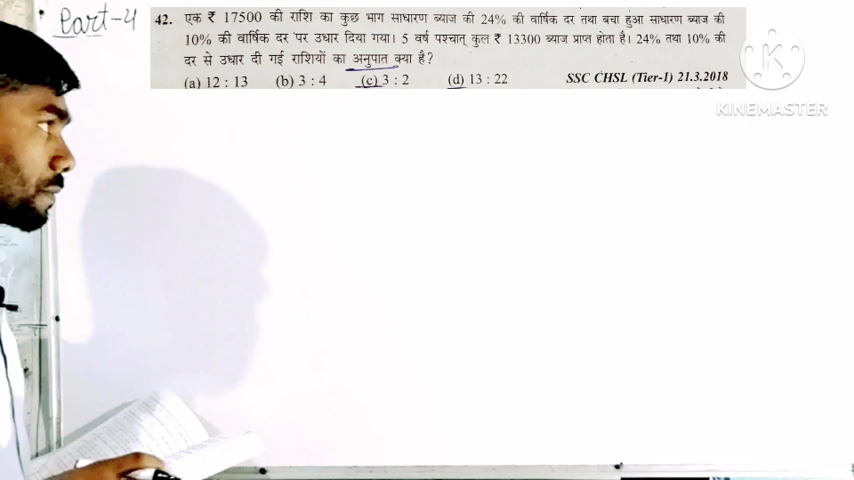 Part-4
42. एक ₹ 17500 की राशि का कुछ भाग साधारण ब्याज की 24% की वार्षिक दर तथा बचा हुआ साधारण ब्याज की
10% की वार्षिक दर पर उधार दिया गया। 5 वर्ष पश्चात् कुल ₹ 13300 ब्याज प्राप्त होता है। 24% तथा 10% की
दर से उधार दी गई राशियों का अनुपात क्या है?
(a) 12 : 13 (b) 3 : 4 (c) 3 : 2 (d) 13 : 22 SSC CHSL (Tier-1) 21.3.2018
K
KINEMASTER